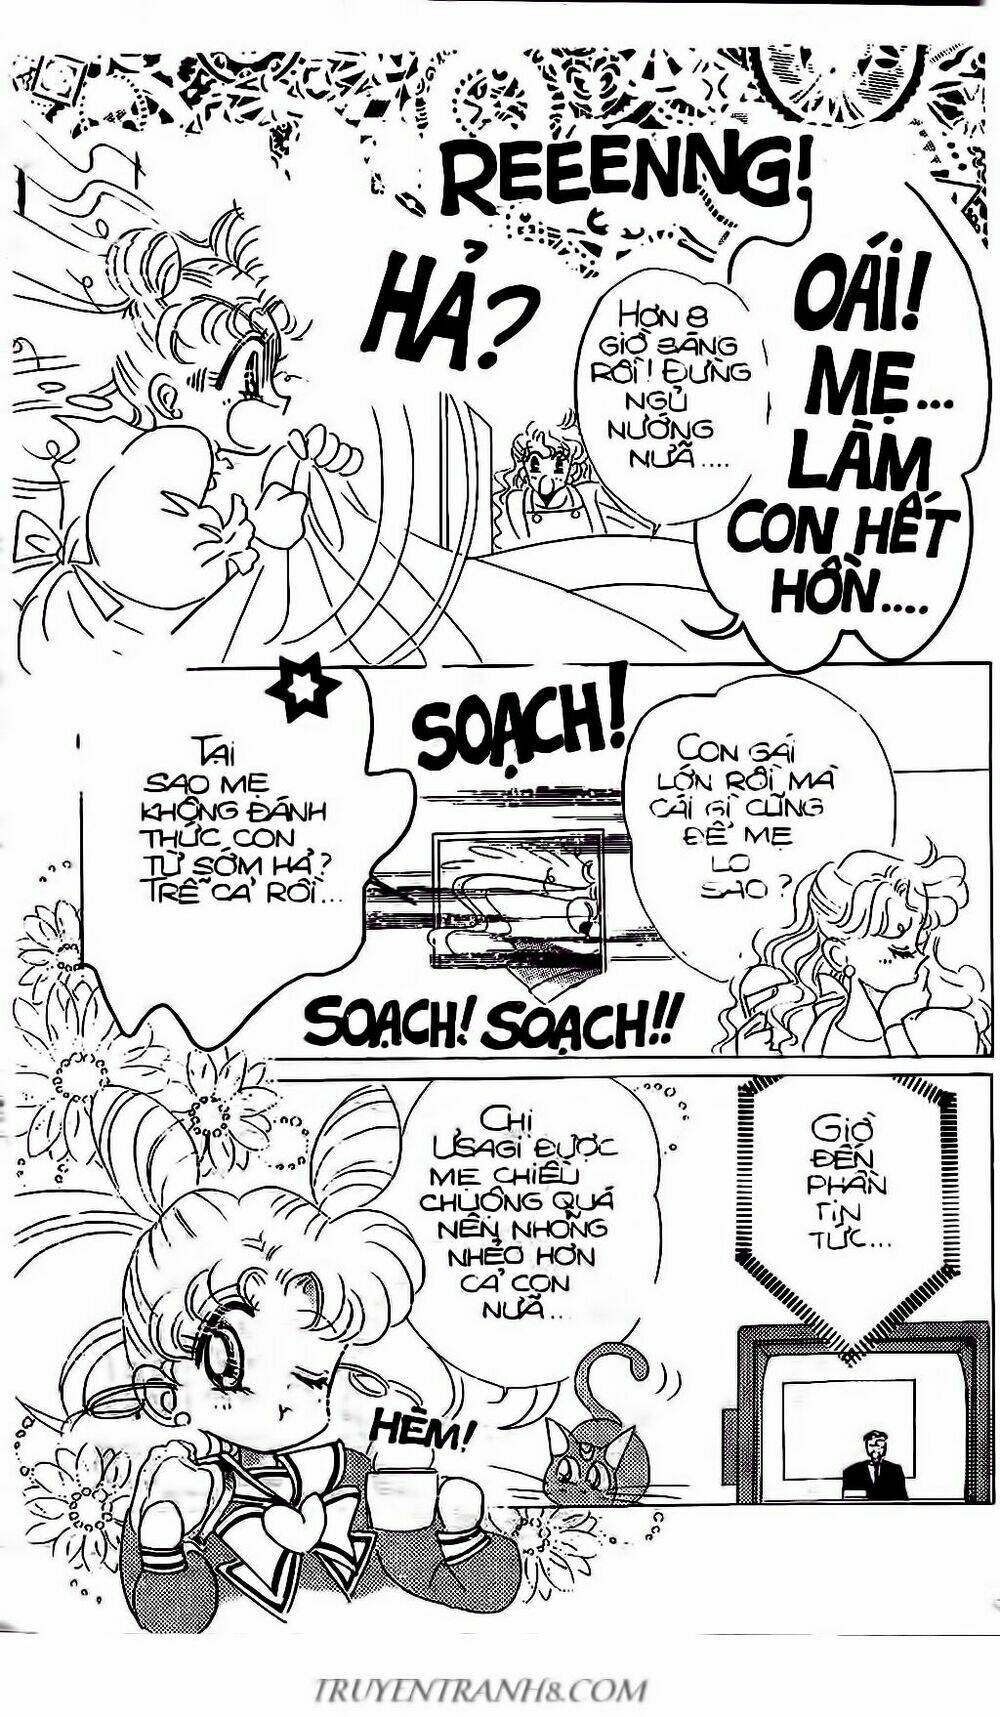 REEENNG!
HẢ?
HƠN 8
GIỜ SÁNG
RỒI! ĐỪNG
NGỦ
NƯỚNG
NƯÃ....
OÁI!
MẸ...
LÀM
CON HẾT
HỒN....
TẠI
SAO MẸ
KHÔNG ĐÁNH
THỨC CON
TỪ SỚM HẢ?
TRỄ CẢ RỒI...
SOẠCH!
CON GÁI
LỚN RỒI MÀ
CÁI GÌ CŨNG
ĐỂ MẸ
LO
SAO?
SOẠCH! SOẠCH!!
CHỊ
USAGI ĐƯỢC
MẸ CHIỀU
CHUỘNG QUÁ
NÊN NHÕNG
NHẼO HƠN
CẢ CON
NƯÃ...
HÊM!
GIỜ
ĐẾN
PHẦN
TIN
TỨC...
TRUYENTRANH8.COM